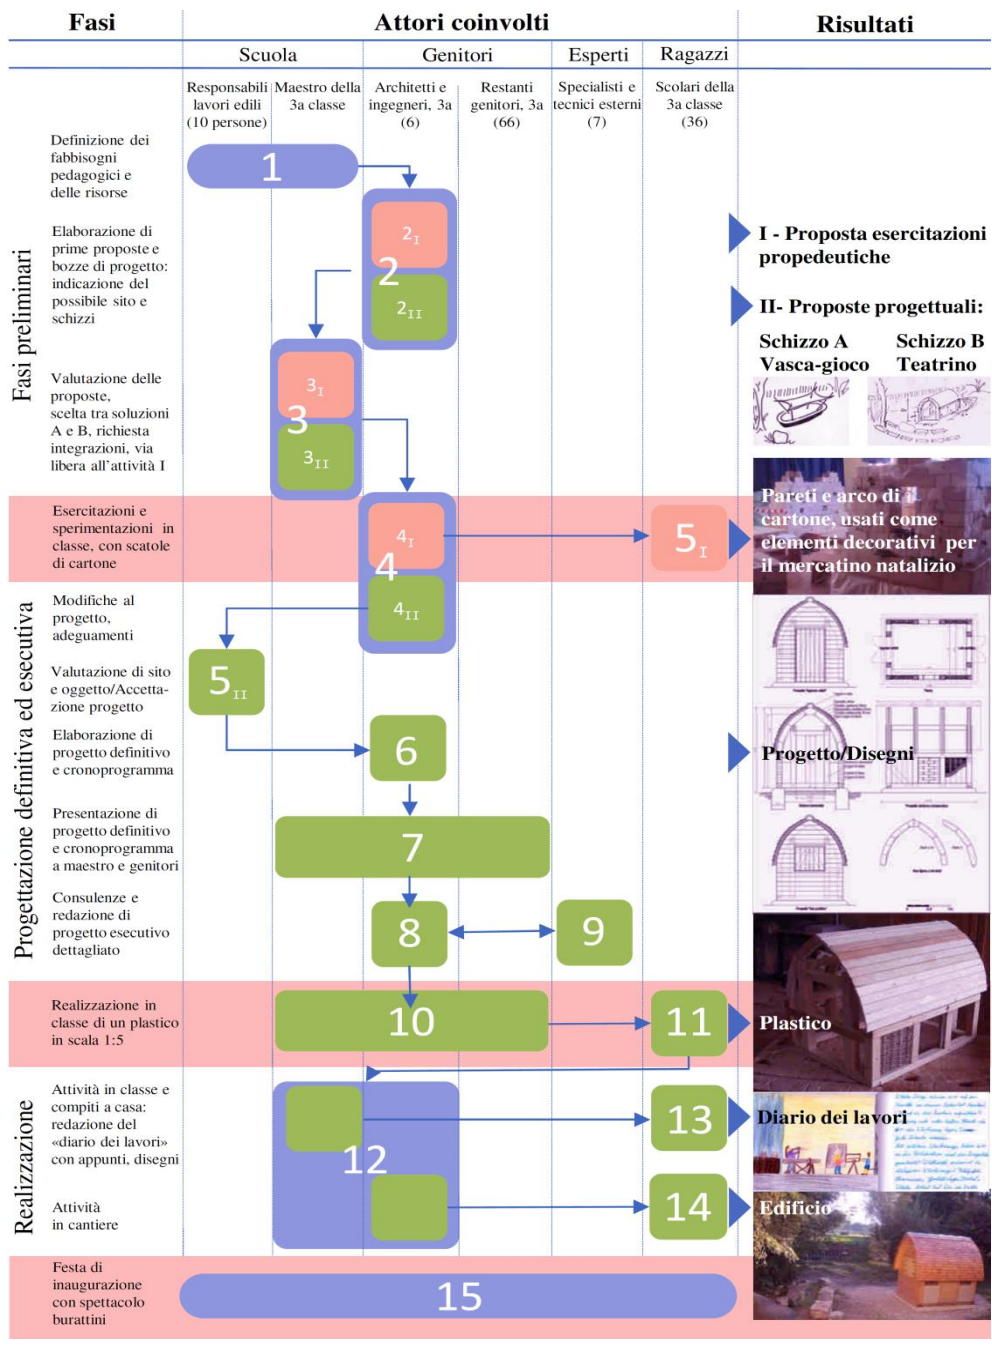 Fasi
Attori coinvolti
Risultati
Scuola
Genitori
Esperti
Ragazzi
Responsabili
lavori edili
(10 persone)
Maestro della
3a classe
Architetti e
ingegneri, 3a
(6)
Restanti
genitori, 3a
(66)
Specialisti e
tecnici esterni
(7)
Scolari della
3a classe
(36)
Fasi preliminari
Definizione dei
fabbisogni
pedagogici e
delle risorse
1
Elaborazione di
prime proposte e
bozze di progetto:
indicazione del
possibile sito e
schizzi
2I
2
2II
I - Proposta esercitazioni
propedeutiche
II- Proposte progettuali:
Schizzo A
Vasca-gioco
Schizzo B
Teatrino
Valutazione delle
proposte,
scelta tra soluzioni
A e B, richiesta
integrazioni, via
libera all'attività I
3I
3
3II
Progettazione definitiva ed esecutiva
Esercitazioni e
sperimentazioni in
classe, con scatole
di cartone
4I
4
4II
5I
Pareti e arco di
cartone, usati come
elementi decorativi per
il mercatino natalizio
Modifiche al
progetto,
adeguamenti
Valutazione di sito
e oggetto/Accetta-
zione progetto
5II
Elaborazione di
progetto definitivo
e cronoprogramma
6
Progetto/Disegni
Presentazione di
progetto definitivo
e cronoprogramma
a maestro e genitori
7
Consulenze e
redazione di
progetto esecutivo
dettagliato
8
9
Realizzazione in
classe di un plastico
in scala 1:5
10
11
Plastico
Realizzazione
Attività in classe e
compiti a casa:
redazione del
«diario dei lavori»
con appunti, disegni
12
13
Diario dei lavori
Attività
in cantiere
14
Edificio
Festa di
inaugurazione
con spettacolo
burattini
15